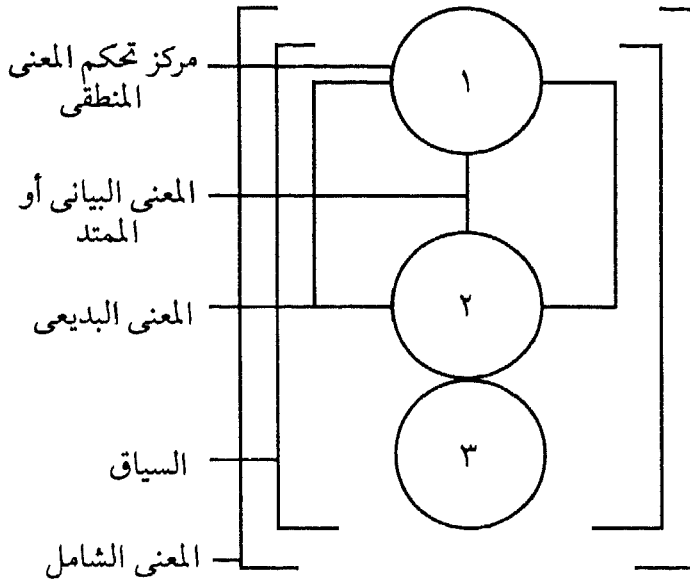 مركز تحكم المعنى
المنطقى
المعنى البيانى أو
الممتد
المعنى البديعى
السياق
المعنى الشامل
١
٢
٣